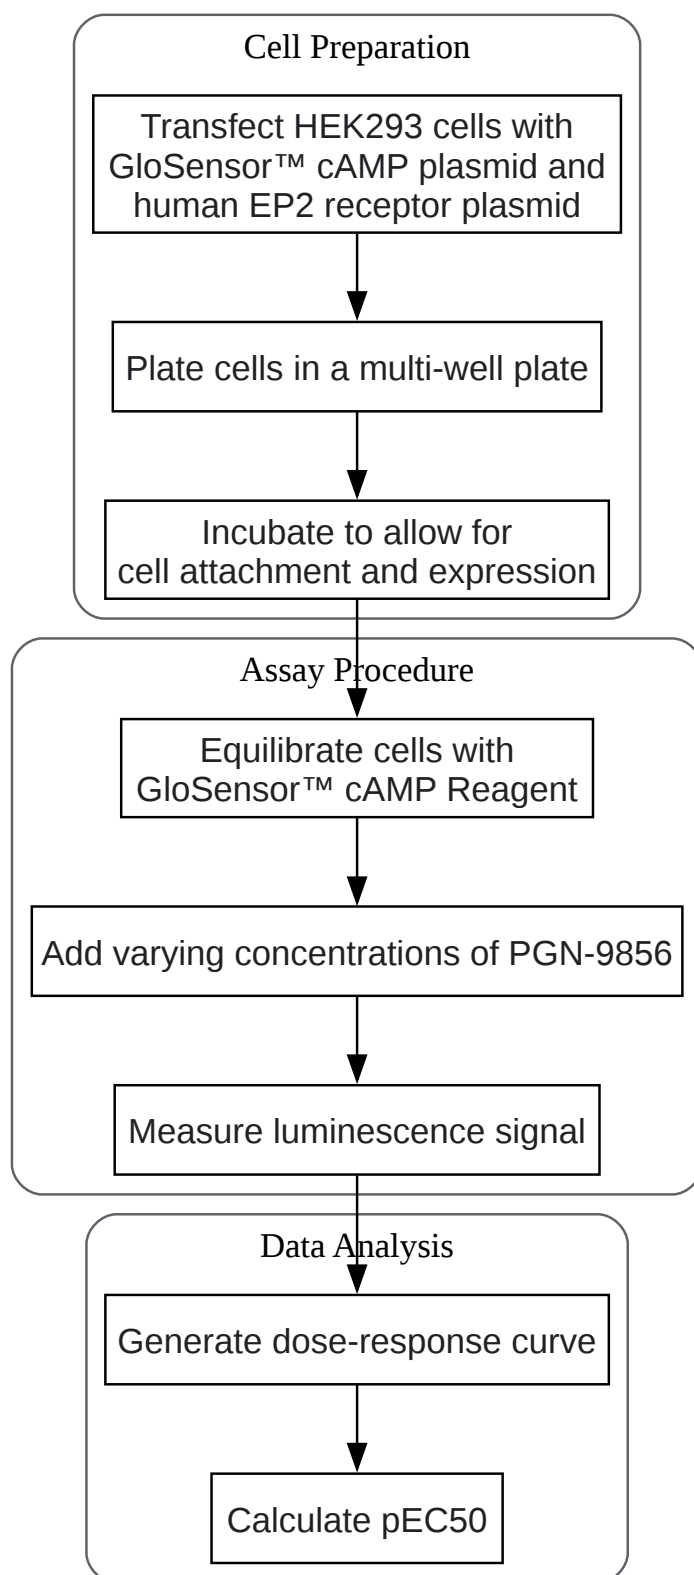 Cell Preparation
Transfect HEK293 cells with
GloSensor™ cAMP plasmid and
human EP2 receptor plasmid
Plate cells in a multi-well plate
Incubate to allow for
cell attachment and expression
Assay Procedure
Equilibrate cells with
GloSensor™ cAMP Reagent
Add varying concentrations of PGN-9856
Measure luminescence signal
Data Analysis
Generate dose-response curve
Calculate pEC50